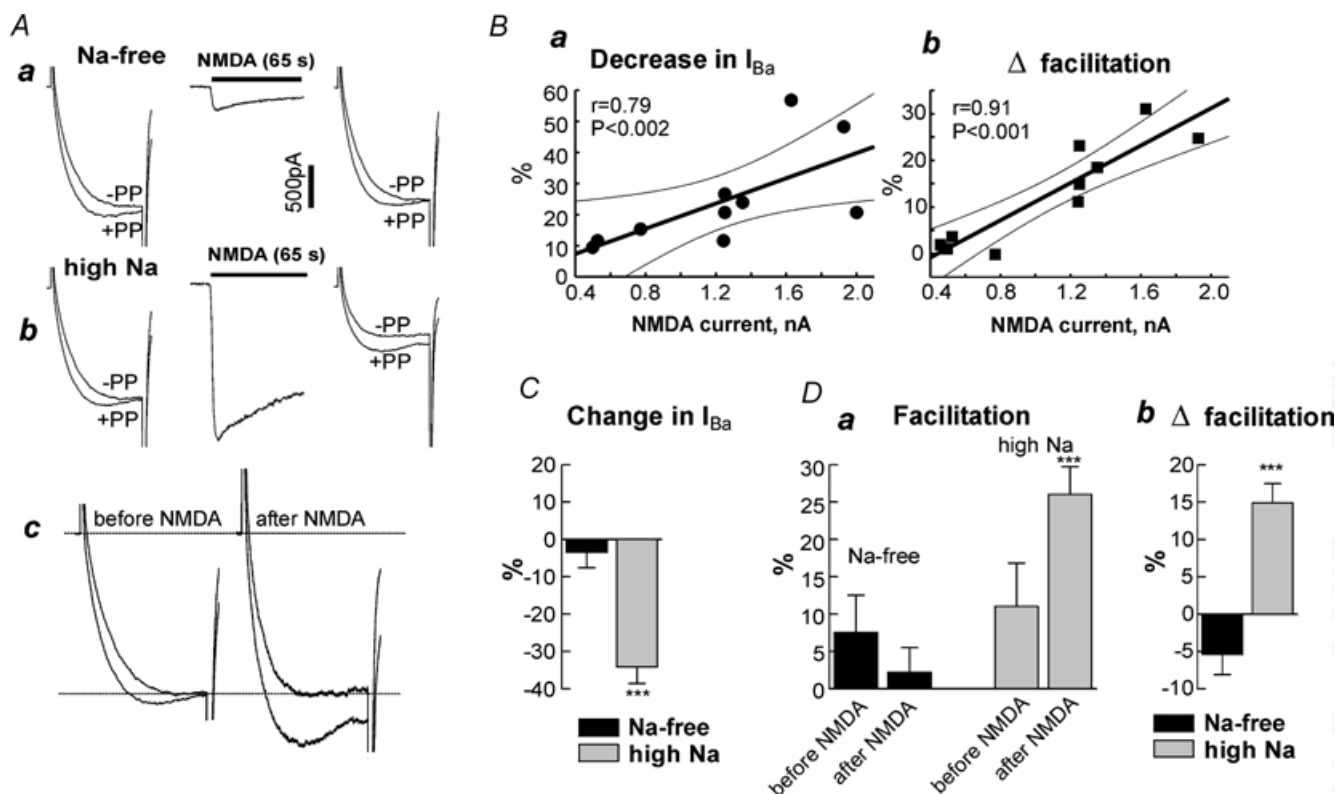 A
Na-free
a
NMDA (65 s)
-PP
+PP
500pA
high Na
b
NMDA (65 s)
-PP
+PP
-PP
+PP
-PP
+PP
c
before NMDA
after NMDA
B
a
Decrease in IBa
r=0.79
P<0.002
%
60
50
40
30
20
10
0
0.4
0.8
1.2
1.6
2.0
NMDA current, nA
b
Δ facilitation
r=0.91
P<0.001
%
30
20
10
0
0.4
0.8
1.2
1.6
2.0
NMDA current, nA
C
Change in IBa
%
20
10
0
-10
-20
-30
-40
***
Na-free
high Na
D
a
Facilitation
high Na
***
Na-free
%
30
25
20
15
10
5
0
before NMDA
after NMDA
before NMDA
after NMDA
b
Δ facilitation
***
%
20
15
10
5
0
-5
-10
Na-free
high Na